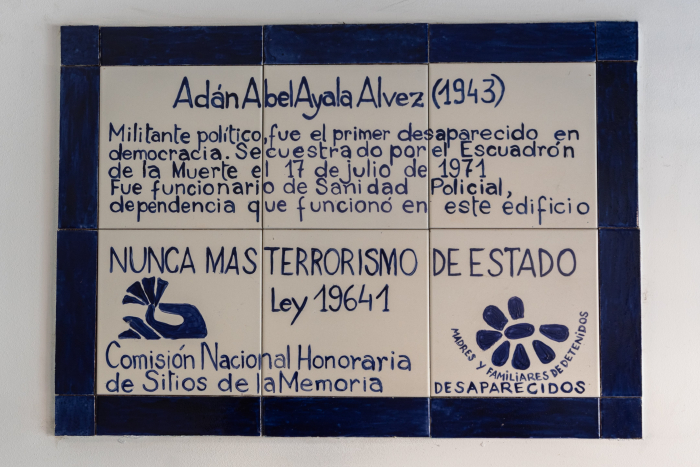 Adán Abel Ayala Alvez (1943)
Militante político, fue el primer desaparecido en
democracia. Secuestrado por el Escuadrón
de la Muerte el 17 de julio de 1971
Fue funcionario de Sanidad Policial,
dependencia que funcionó en este edificio
NUNCA MAS TERRORISMO DE ESTADO
Ley 19641
Comisión Nacional Honoraria
de Sitios de la Memoria
MADRES Y FAMILIARES DE DETENIDOS
DESAPARECIDOS